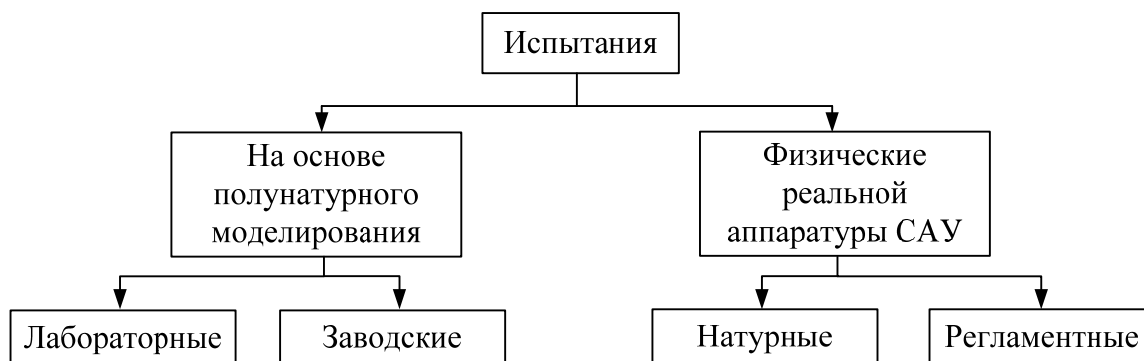 Испытания
На основе
полунатурного
моделирования
Физические
реальной
аппаратуры САУ
Лабораторные
Заводские
Натурные
Регламентные